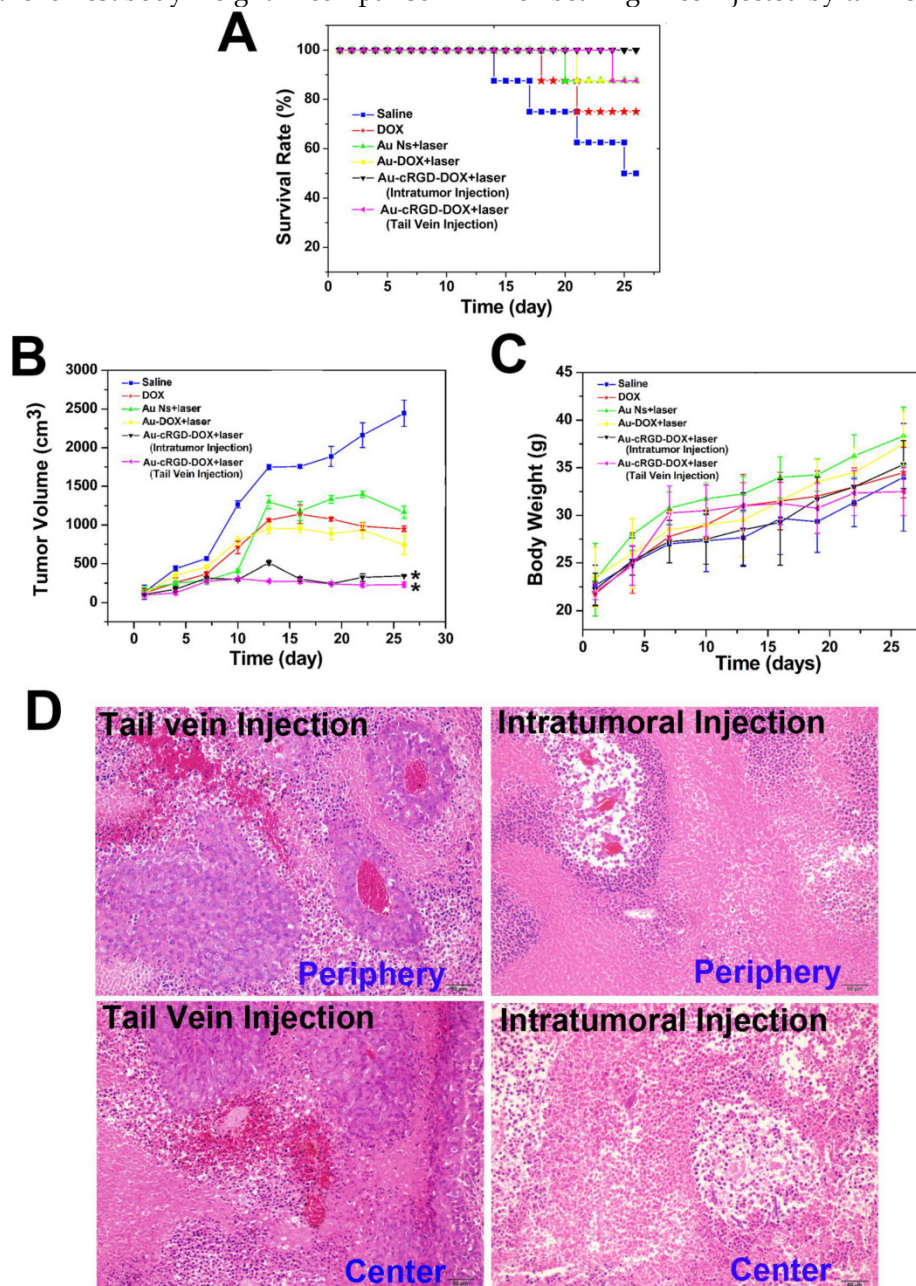 A
Survival Rate (%)
100
80
60
40
20
Saline
DOX
Au Ns+laser
Au-DOX+laser
Au-cRGD-DOX+laser
(Intratumor Injection)
Au-cRGD-DOX+laser
(Tail Vein Injection)
0 5 10 15 20 25
Time (day)
B
Tumor Volume (cm3)
3000
2500
2000
1500
1000
500
0
Saline
DOX
Au Ns+laser
Au-DOX+laser
Au-cRGD-DOX+laser
(Intratumor Injection)
Au-cRGD-DOX+laser
(Tail Vein Injection)
*
*
0 5 10 15 20 25 30
Time (day)
C
Body Weight (g)
45
40
35
30
25
20
Saline
DOX
Au Ns+laser
Au-DOX+laser
Au-cRGD-DOX+laser
(Intratumor Injection)
Au-cRGD-DOX+laser
(Tail Vein Injection)
0 5 10 15 20 25
Time (days)
D
Tail vein Injection
Periphery
Intratumoral Injection
Periphery
Tail Vein Injection
Center
Intratumoral Injection
Center